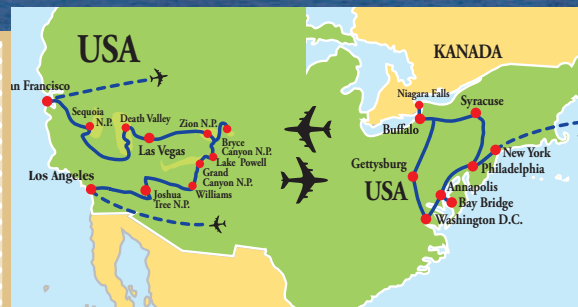 USA
an Francisco
Sequoia
N.P.
Death Valley
Las Vegas
Zion N.P.
Bryce
Canyon N.P.
Lake Powell
Grand
Canyon N.P.
Williams
Los Angeles
Joshua
Tree N.P.
KANADA
Niagara Falls
Buffalo
Syracuse
New York
Philadelphia
Gettysburg
USA
Annapolis
Bay Bridge
Washington D.C.